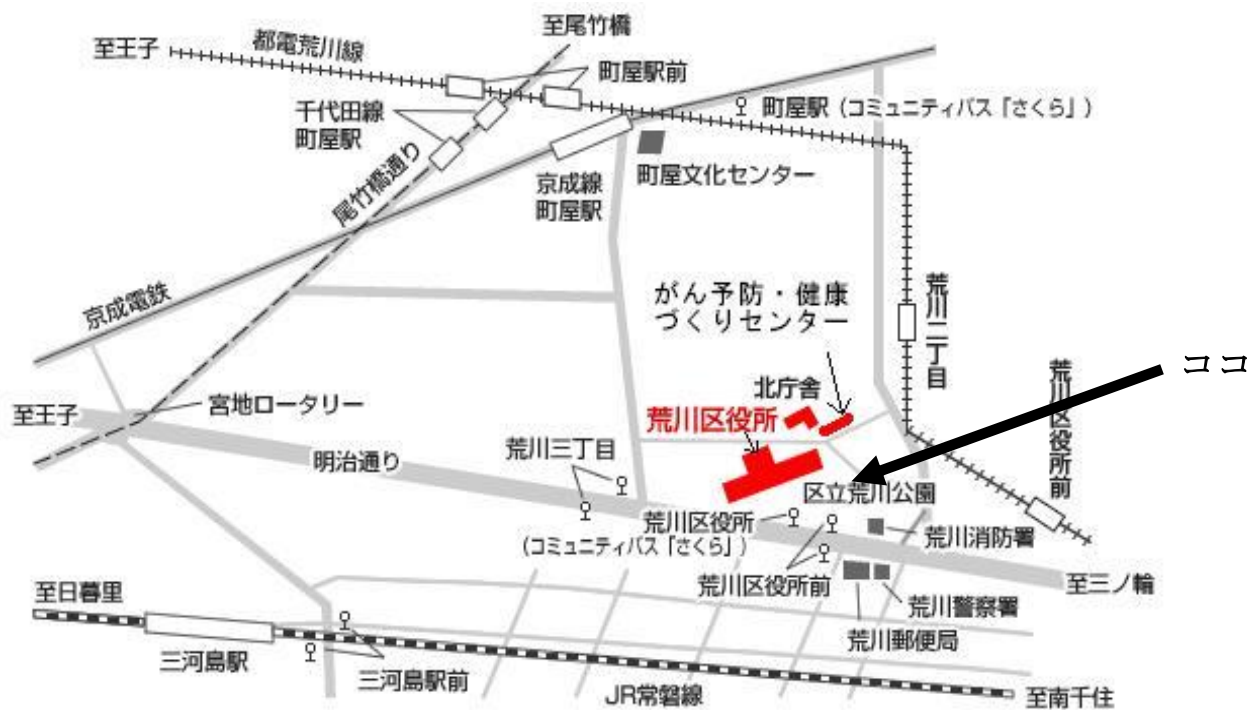 至尾竹橋
至王子
都電荒川線
町屋駅前
千代田線
町屋駅
町屋駅（コミュニティバス「さくら」）
尾竹橋通り
京成線
町屋駅
町屋文化センター
京成電鉄
がん予防・健康
づくりセンター
荒川二丁目
ココ
北庁舎
荒川区役所
荒川区役所前
至王子
宮地ロータリー
明治通り
荒川三丁目
区立荒川公園
荒川区役所
（コミュニティバス「さくら」）
荒川消防署
荒川区役所前
至三ノ輪
荒川警察署
荒川郵便局
至日暮里
三河島駅
三河島駅前
JR常磐線
至南千住